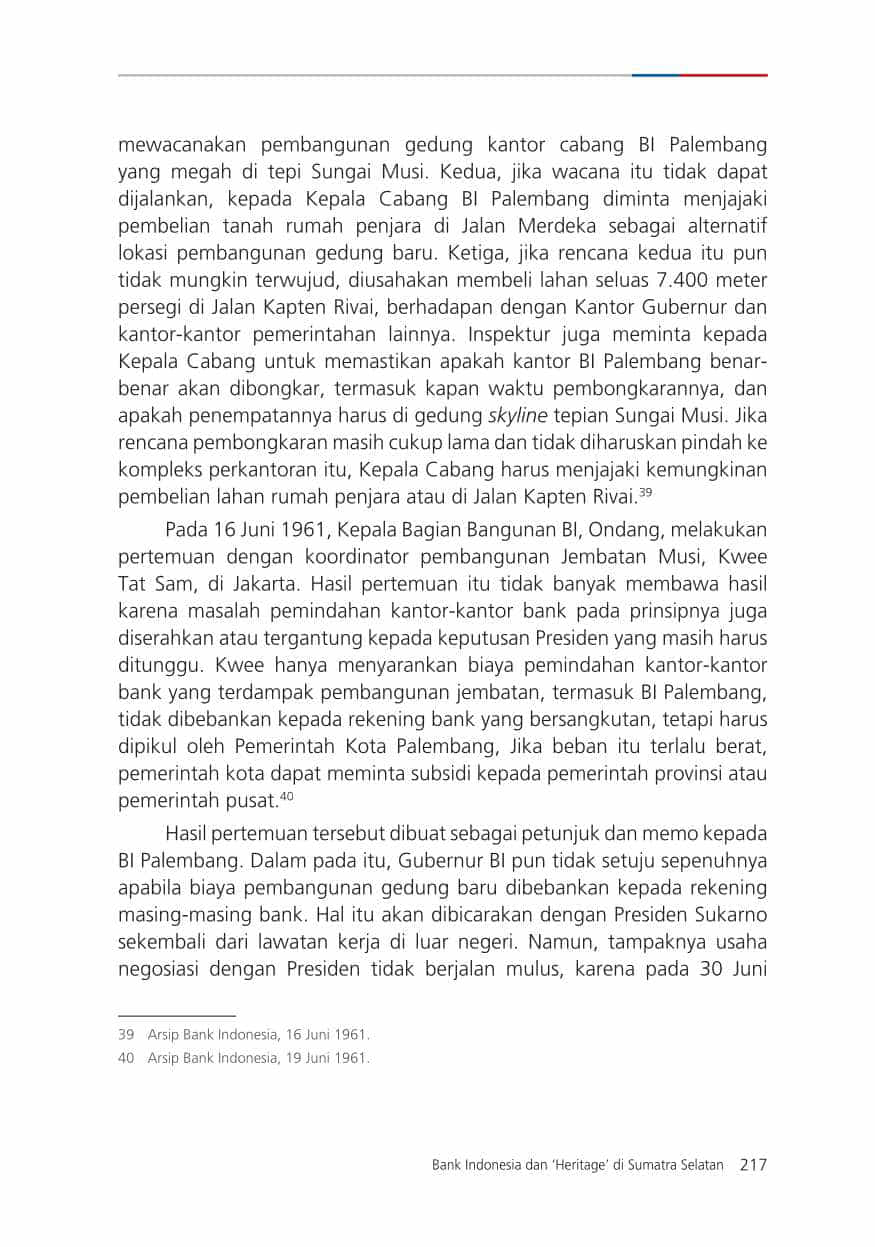 mewacanakan pembangunan gedung kantor cabang BI Palembang
yang megah di tepi Sungai Musi. Kedua, jika wacana itu tidak dapat
dijalankan, kepada Kepala Cabang BI Palembang diminta menjajaki
pembelian tanah rumah penjara di Jalan Merdeka sebagai alternatif
lokasi pembangunan gedung baru. Ketiga, jika rencana kedua itu pun
tidak mungkin terwujud, diusahakan membeli lahan seluas 7.400 meter
persegi di Jalan Kapten Rivai, berhadapan dengan Kantor Gubernur dan
kantor-kantor pemerintahan lainnya. Inspektur juga meminta kepada
Kepala Cabang untuk memastikan apakah kantor BI Palembang benar-
benar akan dibongkar, termasuk kapan waktu pembongkarannya, dan
apakah penempatannya harus di gedung skyline tepian Sungai Musi. Jika
rencana pembongkaran masih cukup lama dan tidak diharuskan pindah ke
kompleks perkantoran itu, Kepala Cabang harus menjajaki kemungkinan
pembelian lahan rumah penjara atau di Jalan Kapten Rivai.39
Pada 16 Juni 1961, Kepala Bagian Bangunan BI, Ondang, melakukan
pertemuan dengan koordinator pembangunan Jembatan Musi, Kwee
Tat Sam, di Jakarta. Hasil pertemuan itu tidak banyak membawa hasil
karena masalah pemindahan kantor-kantor bank pada prinsipnya juga
diserahkan atau tergantung kepada keputusan Presiden yang masih harus
ditunggu. Kwee hanya menyarankan biaya pemindahan kantor-kantor
bank yang terdampak pembangunan jembatan, termasuk BI Palembang,
tidak dibebankan kepada rekening bank yang bersangkutan, tetapi harus
dipikul oleh Pemerintah Kota Palembang, Jika beban itu terlalu berat,
pemerintah kota dapat meminta subsidi kepada pemerintah provinsi atau
pemerintah pusat.40
Hasil pertemuan tersebut dibuat sebagai petunjuk dan memo kepada
BI Palembang. Dalam pada itu, Gubernur BI pun tidak setuju sepenuhnya
apabila biaya pembangunan gedung baru dibebankan kepada rekening
masing-masing bank. Hal itu akan dibicarakan dengan Presiden Sukarno
sekembali dari lawatan kerja di luar negeri. Namun, tampaknya usaha
negosiasi dengan Presiden tidak berjalan mulus, karena pada 30 Juni
39 Arsip Bank Indonesia, 16 Juni 1961.
40 Arsip Bank Indonesia, 19 Juni 1961.
Bank Indonesia dan ‘Heritage’ di Sumatra Selatan 217